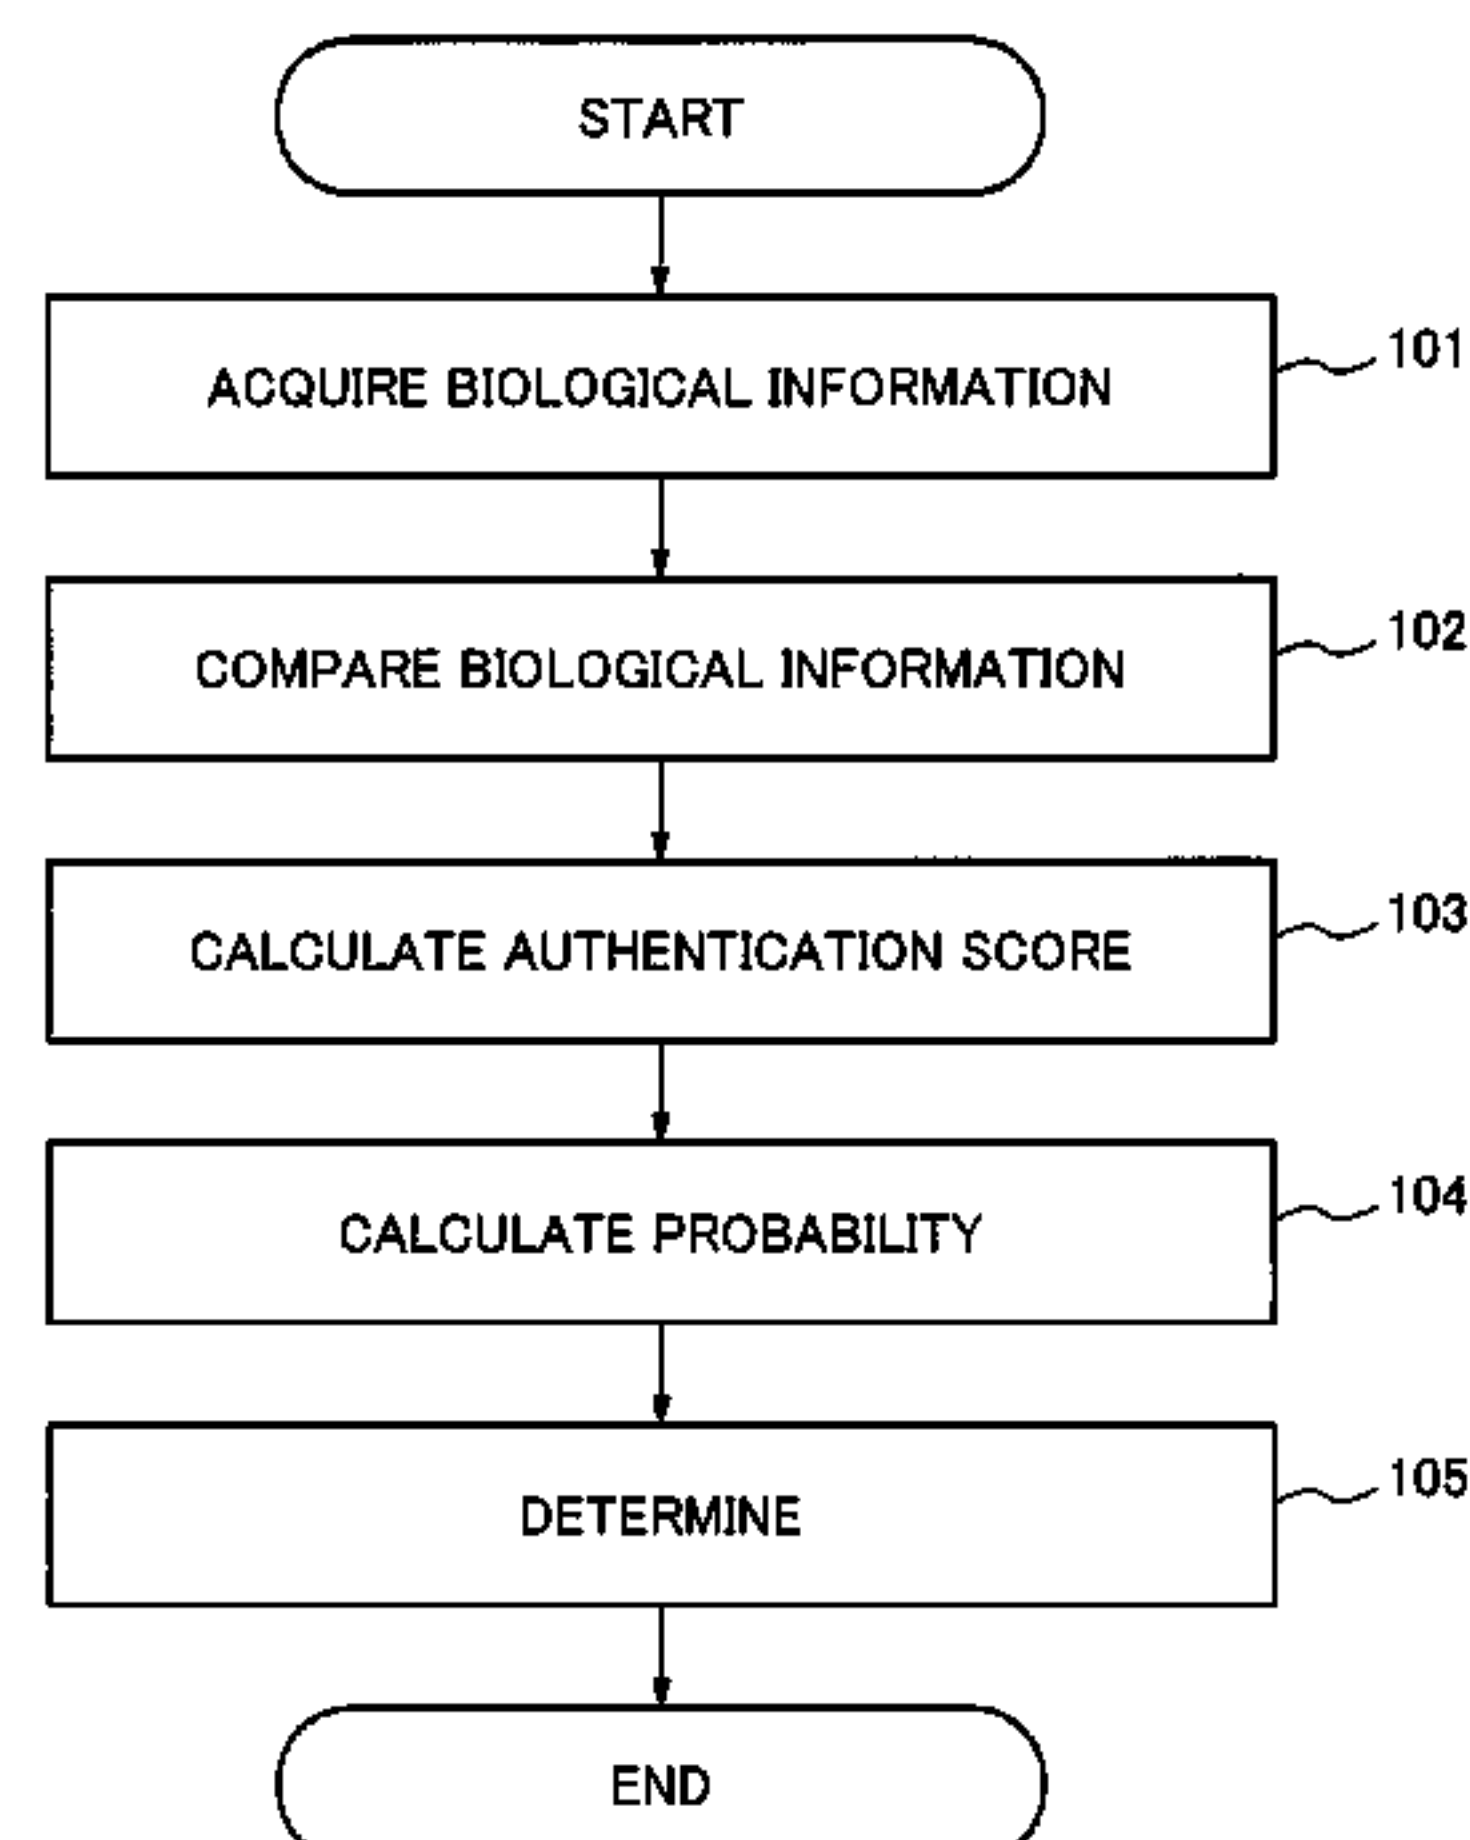 START
ACQUIRE BIOLOGICAL INFORMATION
101
COMPARE BIOLOGICAL INFORMATION
102
CALCULATE AUTHENTICATION SCORE
103
CALCULATE PROBABILITY
104
DETERMINE
105
END